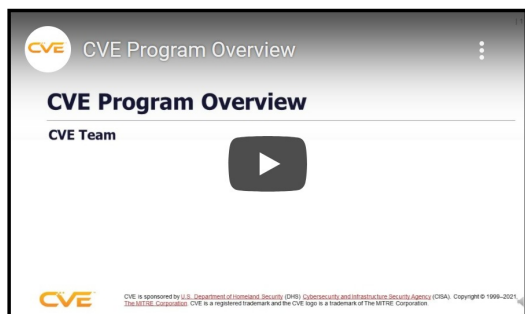 CVE CVE Program Overview
CVE Program Overview
CVE Team
CVE
CVE is sponsored by U.S. Department of Homeland Security (DHS) Cybersecurity and Infrastructure Security Agency (CISA). Copyright © 1999–2021,
The MITRE Corporation. CVE is a registered trademark and the CVE logo is a trademark of The MITRE Corporation.